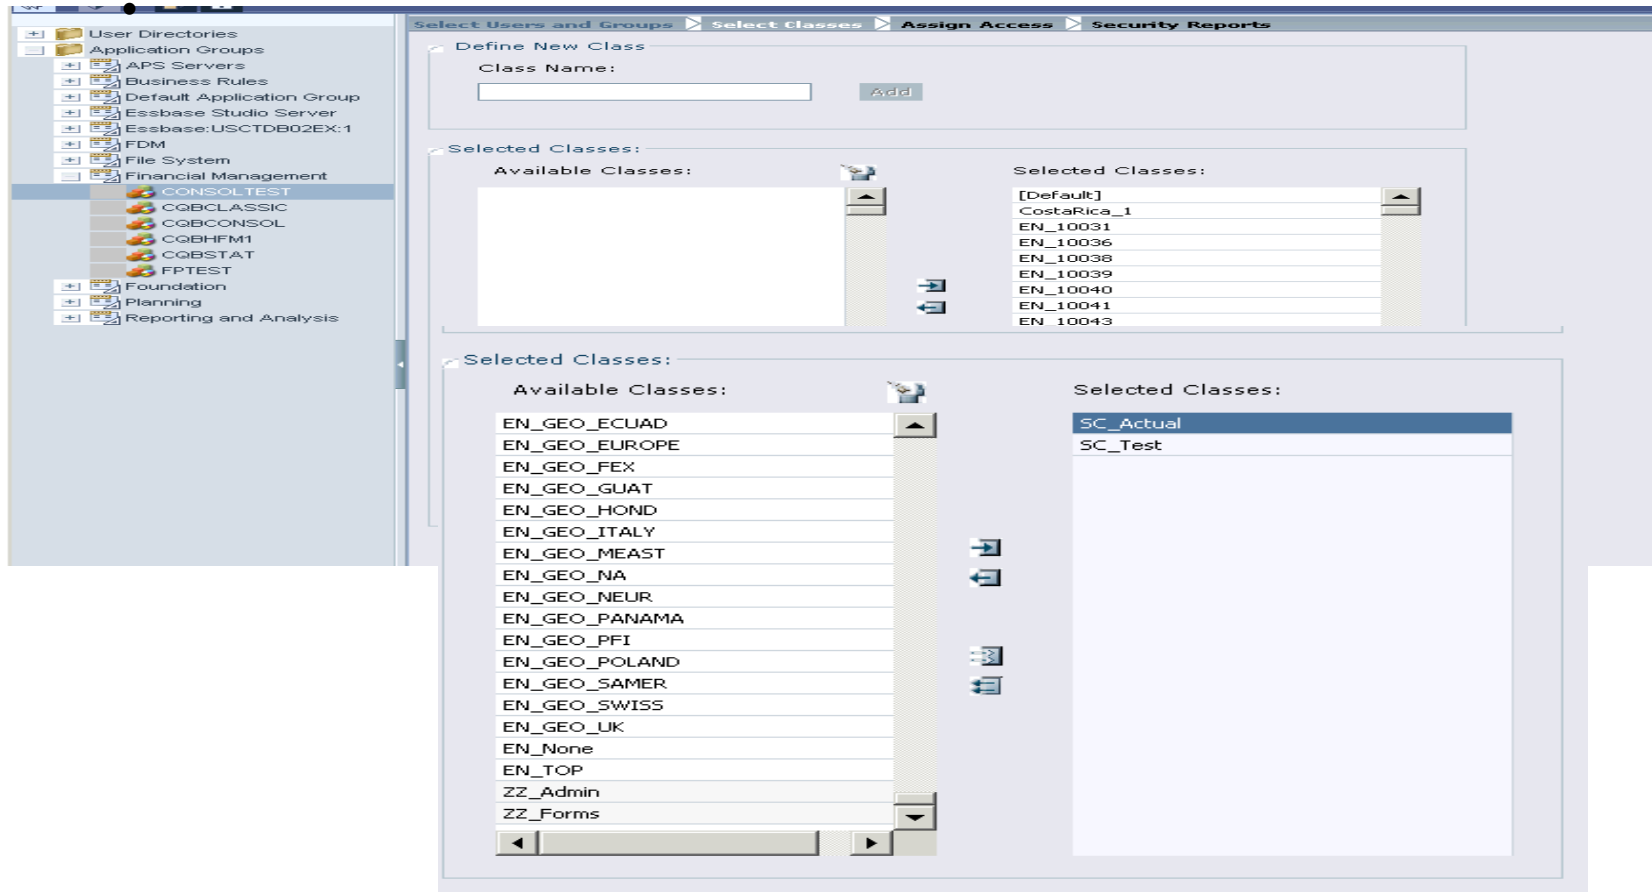 User Directories
Application Groups
APS Servers
Business Rules
Default Application Group
Essbase Studio Server
Essbase:USCTDB02EX:1
FDM
File System
Financial Management
CONSOLTEST
CQBCLASSIC
CQBCONSOL
CQBHFM1
CQBSTAT
FPTEST
Foundation
Planning
Reporting and Analysis
Select Users and Groups Select Classes Assign Access Security Reports
Define New Class
Class Name:
Add
Selected Classes:
Available Classes:
Selected Classes:
[Default]
CostaRica_1
EN_10031
EN_10036
EN_10038
EN_10039
EN_10040
EN_10041
EN_10043
Selected Classes:
Available Classes:
EN_GEO_ECUAD
EN_GEO_EUROPE
EN_GEO_FEX
EN_GEO_GUAT
EN_GEO_HOND
EN_GEO_ITALY
EN_GEO_MEAST
EN_GEO_NA
EN_GEO_NEUR
EN_GEO_PANAMA
EN_GEO_PFI
EN_GEO_POLAND
EN_GEO_SAMER
EN_GEO_SWISS
EN_GEO_UK
EN_None
EN_TOP
ZZ_Admin
ZZ_Forms
Selected Classes:
SC_Actual
SC_Test